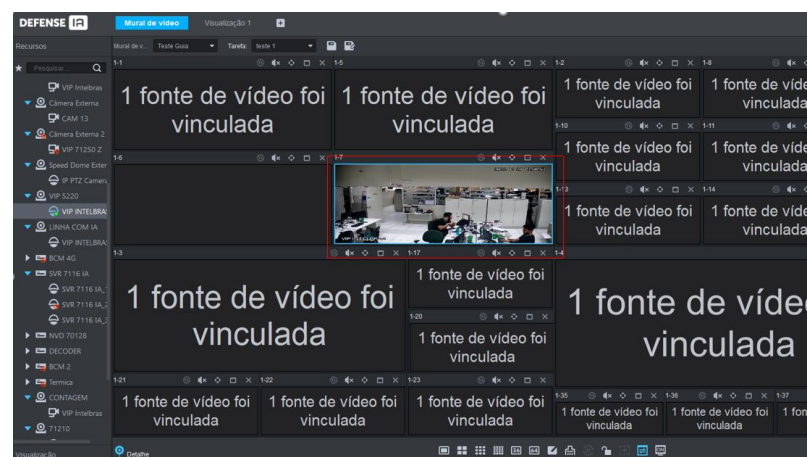 DEFENSE IA
Mural de vídeo
Visualização 1
Recursos
Mural de v...
Teste Guia
Tarefa:
teste 1
Pesquisar...
VIP Intelbras
Câmera Externa
CAM 13
Câmera Externa 2
VIP 71250 Z
Speed Dome Exter
IP PTZ Camera
VIP 5220
VIP INTELBRA
LINHA COM IA
VIP INTELBRA
BCM 4G
SVR 7116 IA
SVR 7116 IA_
SVR 7116 IA_2
SVR 7116 IA_
NVD 7012B
DECODER
BCM 2
Termica
CONTAGEM
VIP Intelbras
71210
Visualização
1-1
1 fonte de vídeo foi
vinculada
1-5
1 fonte de vídeo foi
vinculada
1-2
1 fonte de vídeo foi
vinculada
1-8
1 fonte de víde
vinculada
1-10
1 fonte de vídeo foi
vinculada
1-11
1 fonte de víde
vinculada
1-6
1-7
VIP INTELBRAS
1-13
1 fonte de vídeo foi
vinculada
1-14
1 fonte de víde
vinculada
1-3
1 fonte de vídeo foi
vinculada
1-17
1 fonte de vídeo foi
vinculada
1-4
1 fonte de víde
vinculada
1-20
1 fonte de vídeo foi
vinculada
1-21
1 fonte de vídeo foi
vinculada
1-22
1 fonte de vídeo foi
vinculada
1-23
1 fonte de vídeo foi
vinculada
1-35
1 fonte de vídeo foi
vinculada
1-36
1 fonte de vídeo foi
vinculada
1-37
1 fon
Detalhe
36
64